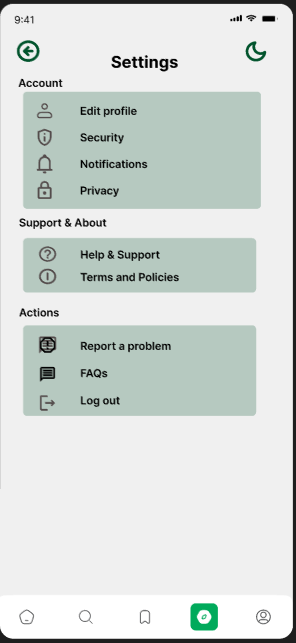 9:41
Settings
Account
Edit profile
Security
Notifications
Privacy
Support & About
Help & Support
Terms and Policies
Actions
Report a problem
FAQs
Log out